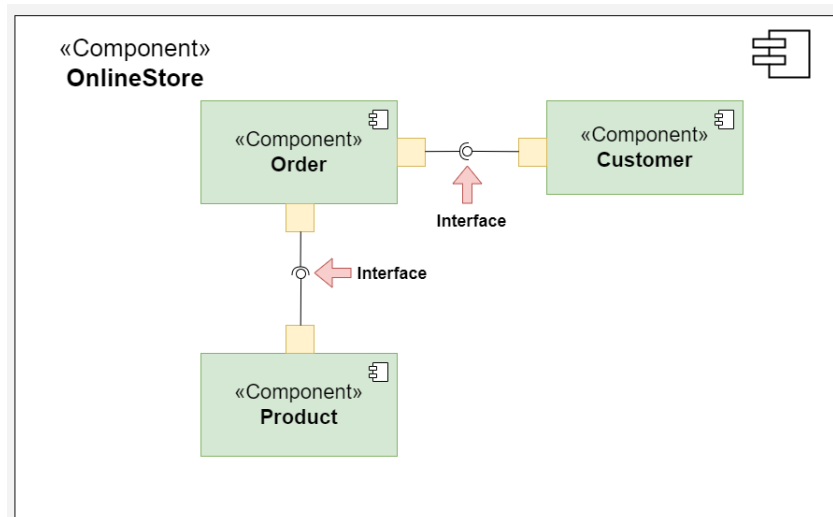 «Component»
OnlineStore
«Component»
Order
«Component»
Customer
Interface
Interface
«Component»
Product